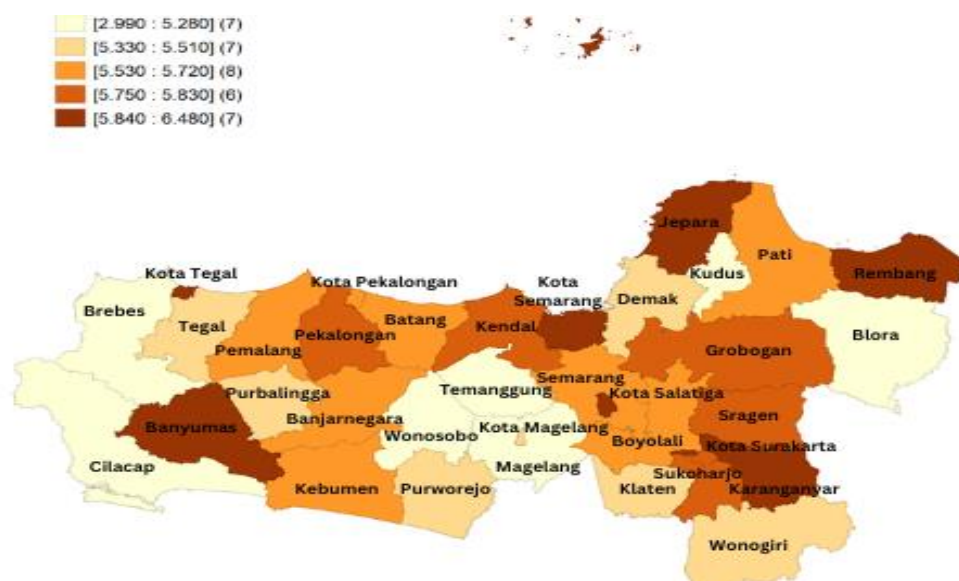 [2.990 : 5.280] (7)
[5.330 : 5.510] (7)
[5.530 : 5.720] (8)
[5.750 : 5.830] (6)
[5.840 : 6.480] (7)
Jepara
Pati
Kudus
Rembang
Kota Tegal
Kota Pekalongan
Kota
Semarang
Demak
Brebes
Tegal
Batang
Kendal
Pekalongan
Blora
Pemalang
Grobogan
Semarang
Temanggung
Purbalingga
Kota Salatiga
Banjarnegara
Sragen
Banyumas
Kota Magelang
Wonosobo
Boyolali
Kota Surakarta
Cilacap
Magelang
Sukoharjo
Kebumen
Purworejo
Klaten
Karanganyar
Wonogiri